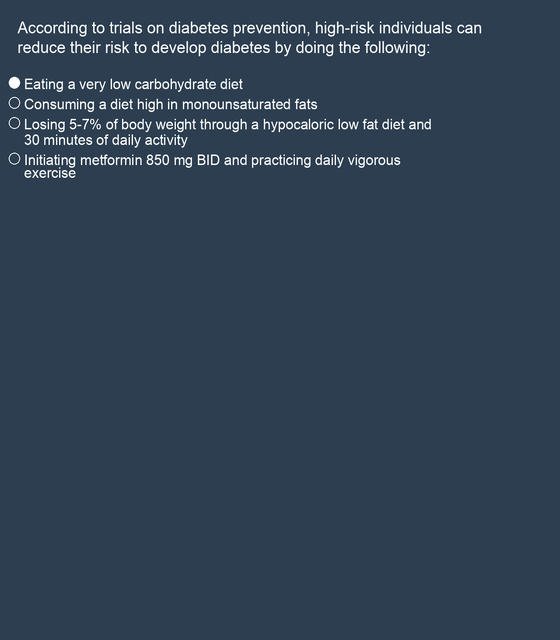 According to trials on diabetes prevention, high-risk individuals can
reduce their risk to develop diabetes by doing the following:
Eating a very low carbohydrate diet
Consuming a diet high in monounsaturated fats
Losing 5-7% of body weight through a hypocaloric low fat diet and
30 minutes of daily activity
Initiating metformin 850 mg BID and practicing daily vigorous
exercise